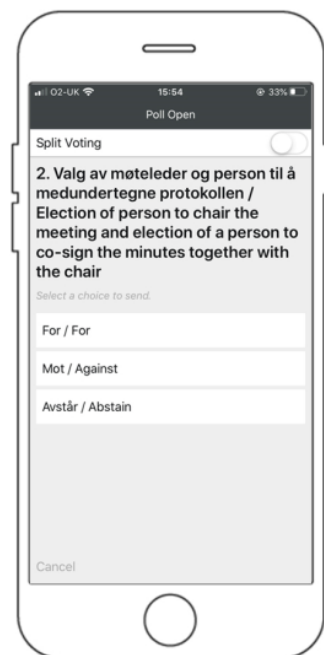 O2-UK 15:54 33%
Poll Open
Split Voting
2. Valg av møteleder og person til å
medundertegne protokollen /
Election of person to chair the
meeting and election of a person to
co-sign the minutes together with
the chair
Select a choice to send.
For / For
Mot / Against
Avstår / Abstain
Cancel